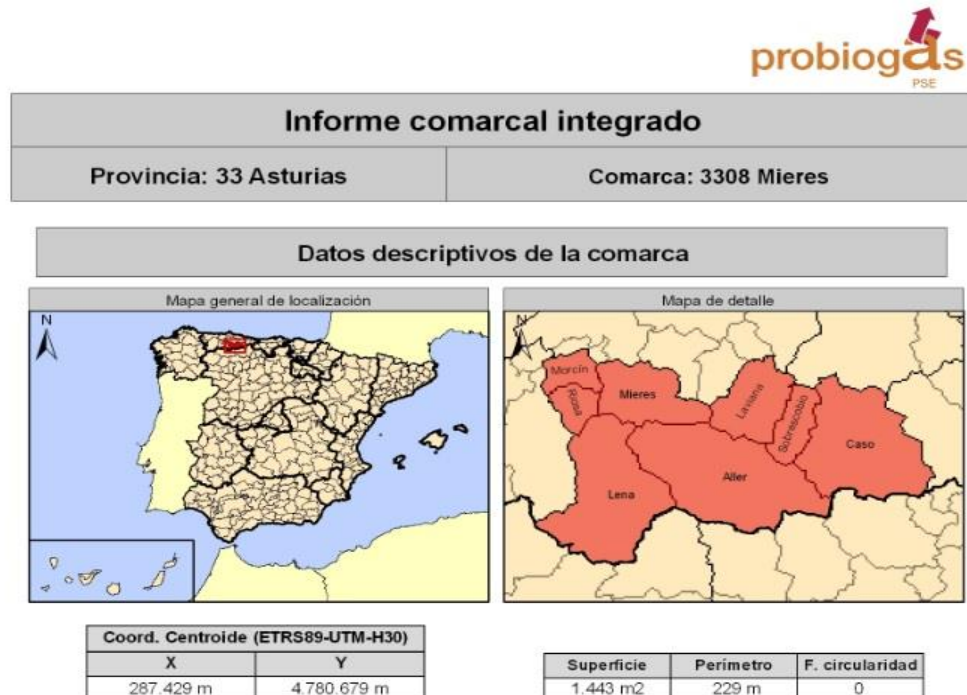 probiogas
PSE
Informe comarcal integrado
Provincia: 33 Asturias
Comarca: 3308 Mieres
Datos descriptivos de la comarca
Mapa general de localización
Mapa de detalle
N
N
Morcín
Riosa
Mieres
Laviana
Sobrescobio
Caso
Aller
Lena
Coord. Centroide (ETRS89-UTM-H30)
X Y
287.429 m 4.780.679 m
Superficie Perímetro F. circularidad
1.443 m2 229 m 0